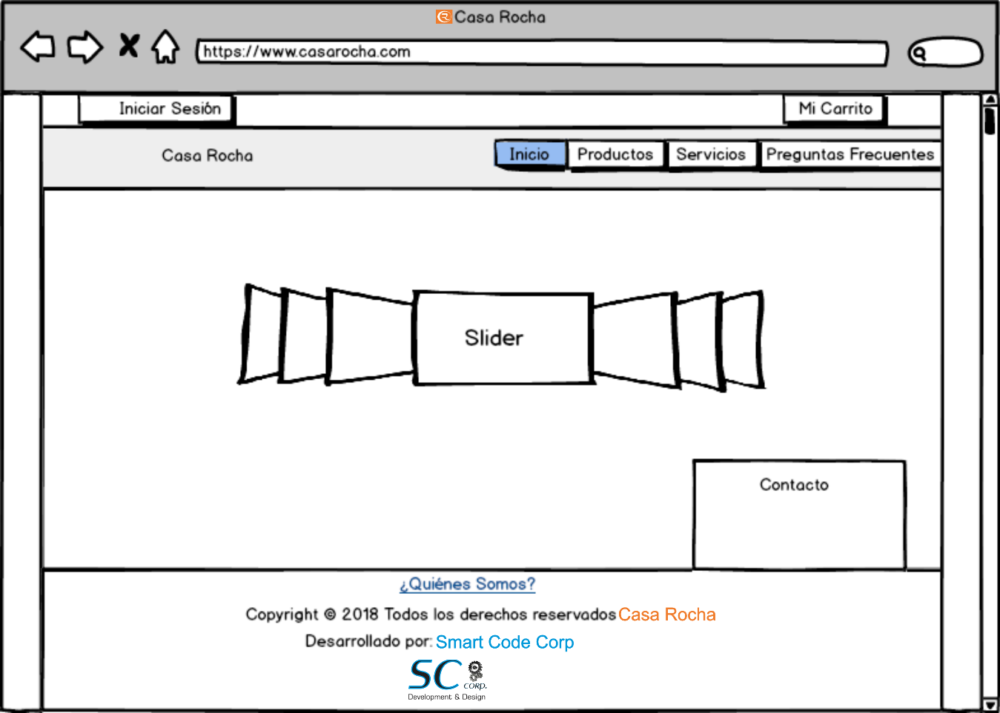 Casa Rocha
https://www.casarocha.com
Iniciar Sesión
Mi Carrito
Casa Rocha
Inicio
Productos
Servicios
Preguntas Frecuentes
Slider
Contacto
¿Quiénes Somos?
Copyright © 2018 Todos los derechos reservados Casa Rocha
Desarrollado por: Smart Code Corp
SC CORP.
Development & Design